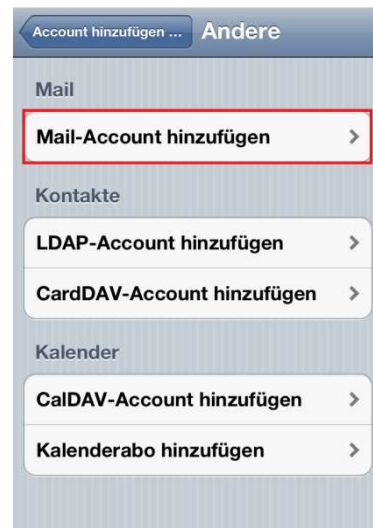 Account hinzufügen ... Andere
Mail
Mail-Account hinzufügen
Kontakte
LDAP-Account hinzufügen
CardDAV-Account hinzufügen
Kalender
CalDAV-Account hinzufügen
Kalenderabo hinzufügen